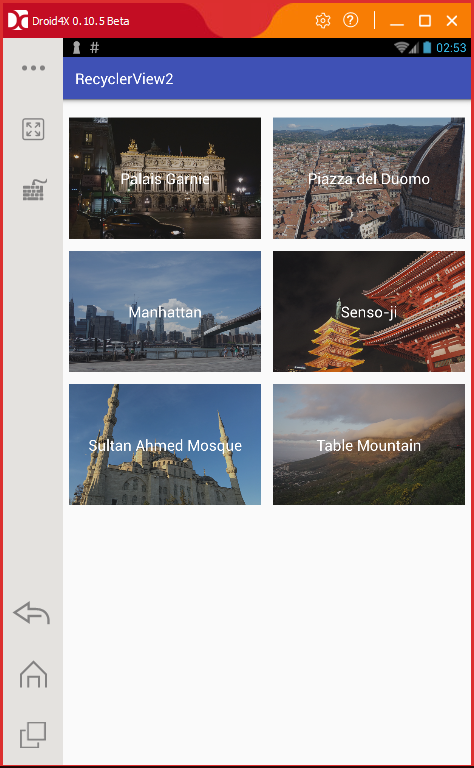 Droid4X 0.10.5 Beta
# 02:53
RecyclerView2
Palais Garnie
Piazza del Duomo
Manhattan
Senso-ji
Sultan Ahmed Mosque
Table Mountain